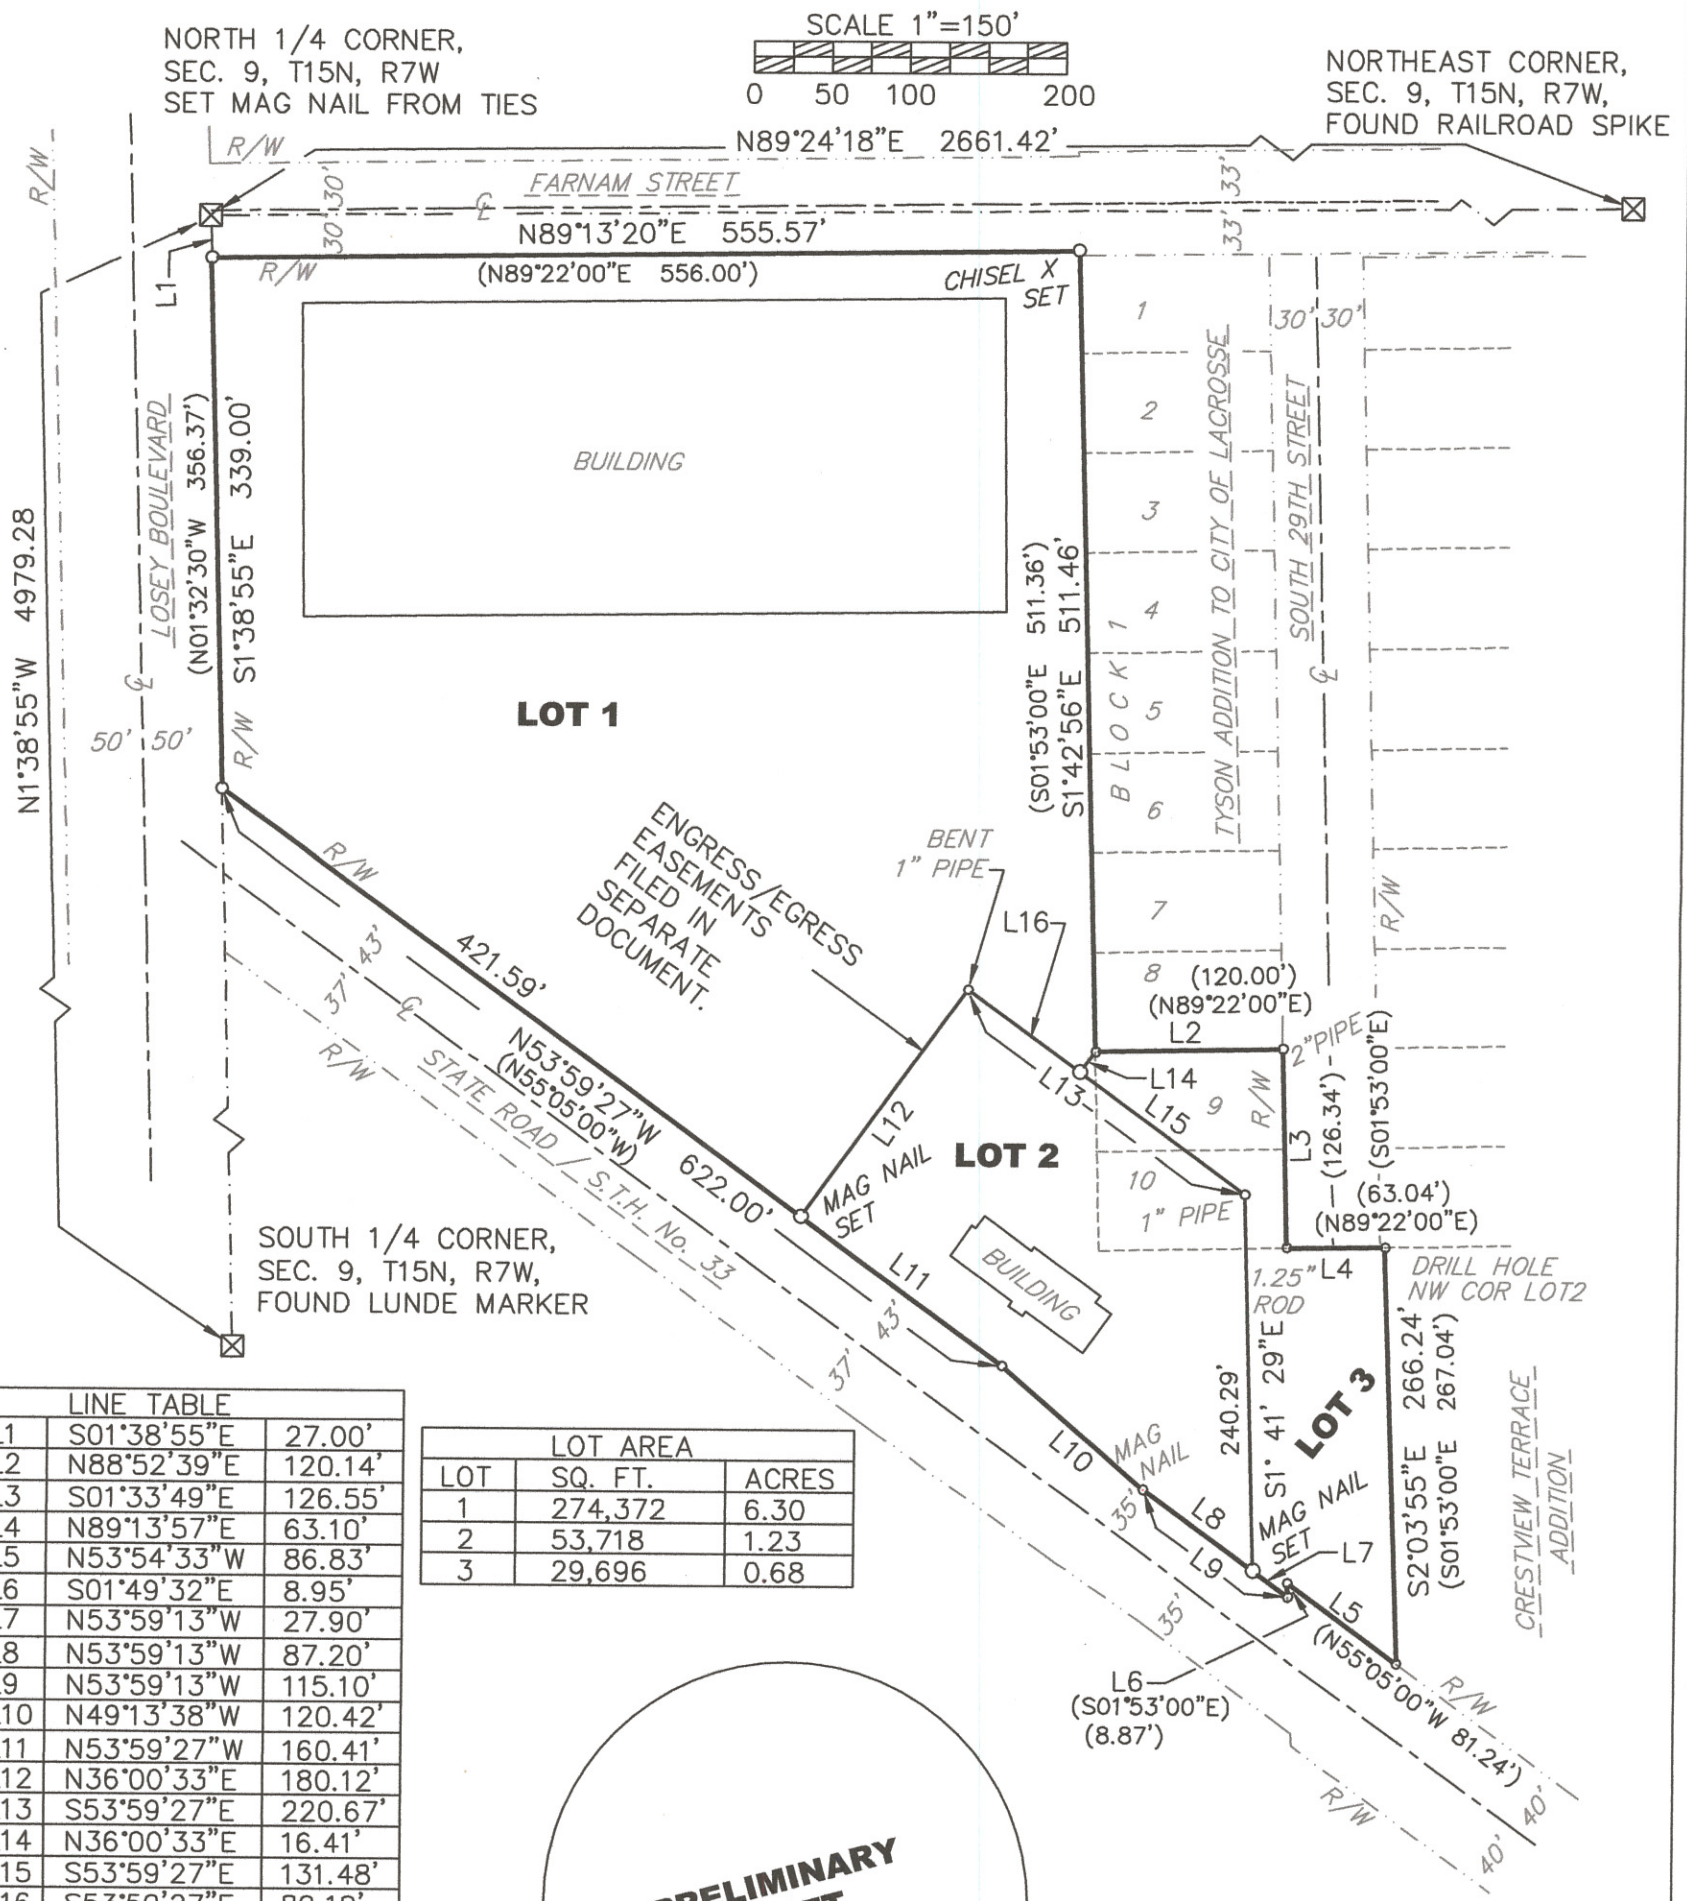 SCALE 1"=150'
0 50 100 200
NORTH 1/4 CORNER,
SEC. 9, T15N, R7W
SET MAG NAIL FROM TIES
NORTHEAST CORNER,
SEC. 9, T15N, R7W,
FOUND RAILROAD SPIKE
N89°24'18"E 2661.42'
R/W
R/W
FARNAM STREET
30' 30'
33' 33'
N89°13'20"E 555.57'
(N89°22'00"E 556.00')
R/W
L1
CHISEL X
SET
BUILDING
LOSEY BOULEVARD
(N01°32'30"W 356.37')
S1°38'55"E 339.00'
R/W
N1°38'55"W 4979.28
50' 50'
LOT 1
(S01°53'00"E 511.36')
S1°42'56"E 511.46'
BLOCK 1
1
2
3
4
5
6
7
8
9
10
TYSON ADDITION TO CITY OF LACROSSE
SOUTH 29TH STREET
30' 30'
R/W
ENGRESS/EGRESS
EASEMENTS
FILED IN
SEPARATE
DOCUMENT.
BENT
1" PIPE
L16
(120.00')
(N89°22'00"E)
L2
2" PIPE
L14
L13
L15
R/W
L3
(126.34')
(S01°53'00"E)
(63.04')
(N89°22'00"E)
L4
1" PIPE
1.25"
ROD
DRILL HOLE
NW COR LOT2
R/W
43'
37'
421.59'
N53°59'27"W 622.00'
(N55°05'00"W)
R/W
STATE ROAD / S.T.H. No. 33
L12
MAG NAIL
SET
LOT 2
BUILDING
L11
43'
37'
L10
MAG
NAIL
35'
L8
L9
240.29'
S1° 41' 29"E
LOT 3
MAG NAIL
SET
L7
L5
S2°03'55"E 266.24'
(S01°53'00"E 267.04')
CRESTVIEW TERRACE
ADDITION
(N55°05'00"W 81.24')
L6
(S01°53'00"E)
(8.87')
35'
R/W
R/W
40'
40'
SOUTH 1/4 CORNER,
SEC. 9, T15N, R7W,
FOUND LUNDE MARKER
LINE TABLE
1 S01°38'55"E 27.00'
2 N88°52'39"E 120.14'
3 S01°33'49"E 126.55'
4 N89°13'57"E 63.10'
5 N53°54'33"W 86.83'
6 S01°49'32"E 8.95'
7 N53°59'13"W 27.90'
8 N53°59'13"W 87.20'
9 N53°59'13"W 115.10'
10 N49°13'38"W 120.42'
11 N53°59'27"W 160.41'
12 N36°00'33"E 180.12'
13 S53°59'27"E 220.67'
14 N36°00'33"E 16.41'
15 S53°59'27"E 131.48'
LOT AREA
LOT SQ. FT. ACRES
1 274,372 6.30
2 53,718 1.23
3 29,696 0.68
PRELIMINARY